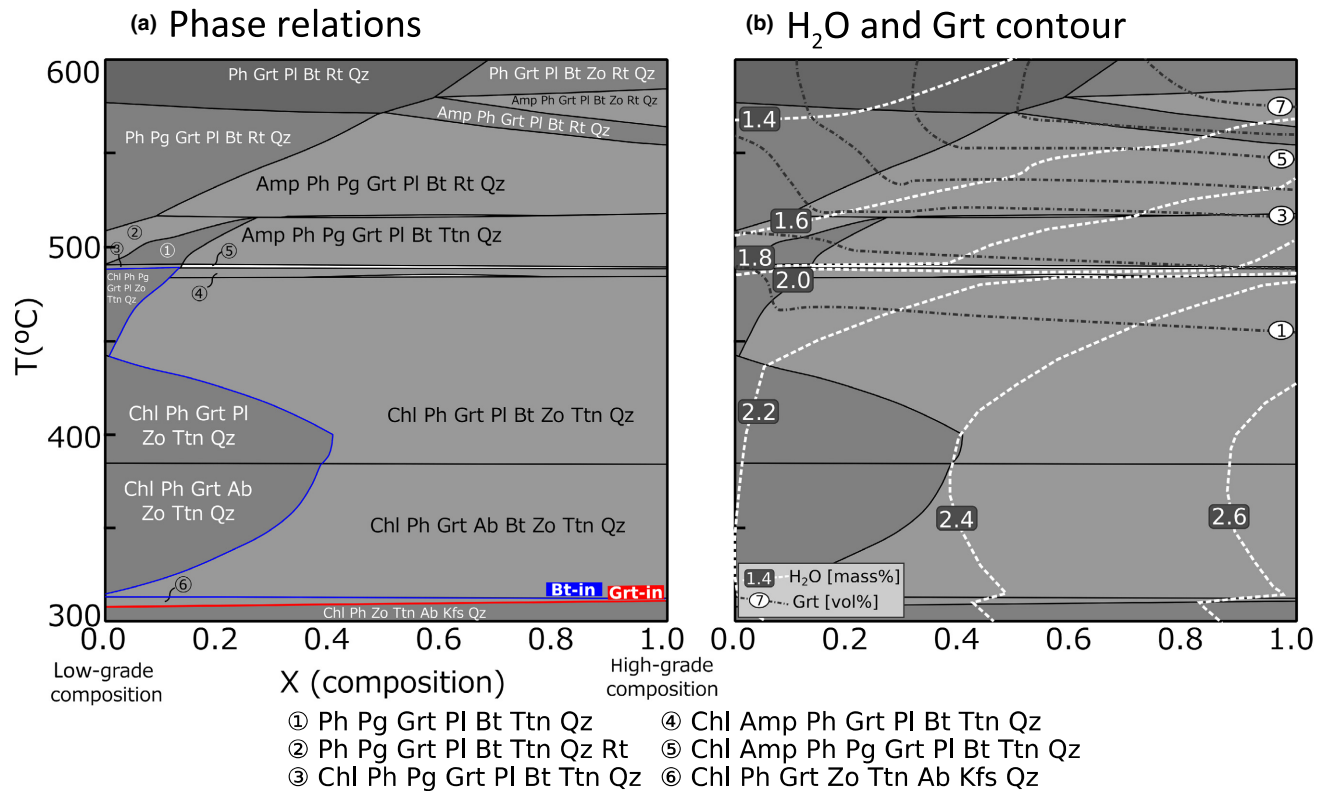 (a) Phase relations
(b) H₂O and Grt contour
600
500
400
300
T(ºC)
Ph Grt Pl Bt Rt Qz
Ph Grt Pl Bt Zo Rt Qz
Amp Ph Grt Pl Bt Zo Rt Qz
Amp Ph Grt Pl Bt Rt Qz
Ph Pg Grt Pl Bt Rt Qz
Amp Ph Pg Grt Pl Bt Rt Qz
②
Amp Ph Pg Grt Pl Bt Ttn Qz
③
①
⑤
Chl Ph Pg
Grt Pl Zo
Ttn Qz
④
Chl Ph Grt Pl
Zo Ttn Qz
Chl Ph Grt Pl Bt Zo Ttn Qz
Chl Ph Grt Ab
Zo Ttn Qz
Chl Ph Grt Ab Bt Zo Ttn Qz
⑥
Bt-in
Grt-in
Chl Ph Zo Ttn Ab Kfs Qz
0.0
0.2
0.4
0.6
0.8
1.0
Low-grade
composition
X (composition)
High-grade
composition
1.4
7
5
1.6
3
1.8
2.0
1
2.2
2.4
2.6
1.4 H₂O [mass%]
7 Grt [vol%]
0.0
0.2
0.4
0.6
0.8
1.0
① Ph Pg Grt Pl Bt Ttn Qz
④ Chl Amp Ph Grt Pl Bt Ttn Qz
② Ph Pg Grt Pl Bt Ttn Qz Rt
⑤ Chl Amp Ph Pg Grt Pl Bt Ttn Qz
③ Chl Ph Pg Grt Pl Bt Ttn Qz
⑥ Chl Ph Grt Zo Ttn Ab Kfs Qz